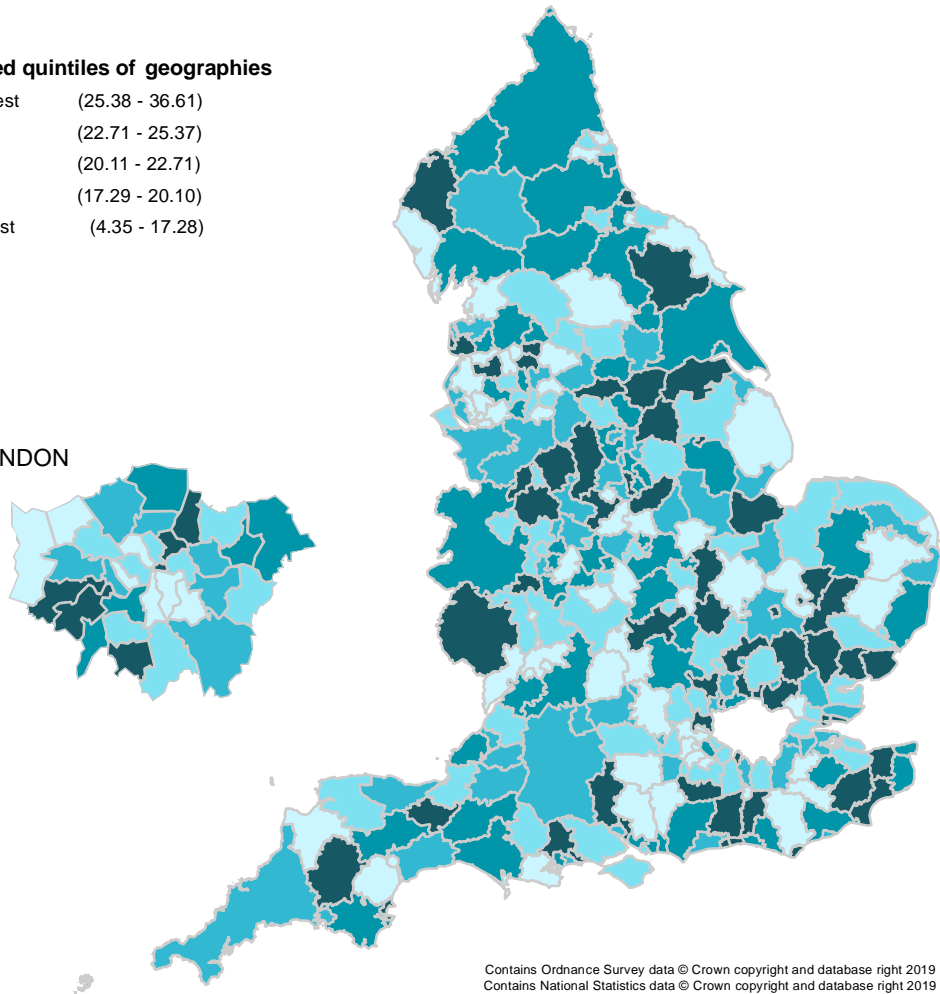 ed quintiles of geographies
est (25.38 - 36.61)
(22.71 - 25.37)
(20.11 - 22.71)
(17.29 - 20.10)
st (4.35 - 17.28)
NDON
Contains Ordnance Survey data © Crown copyright and database right 2019
Contains National Statistics data © Crown copyright and database right 2019